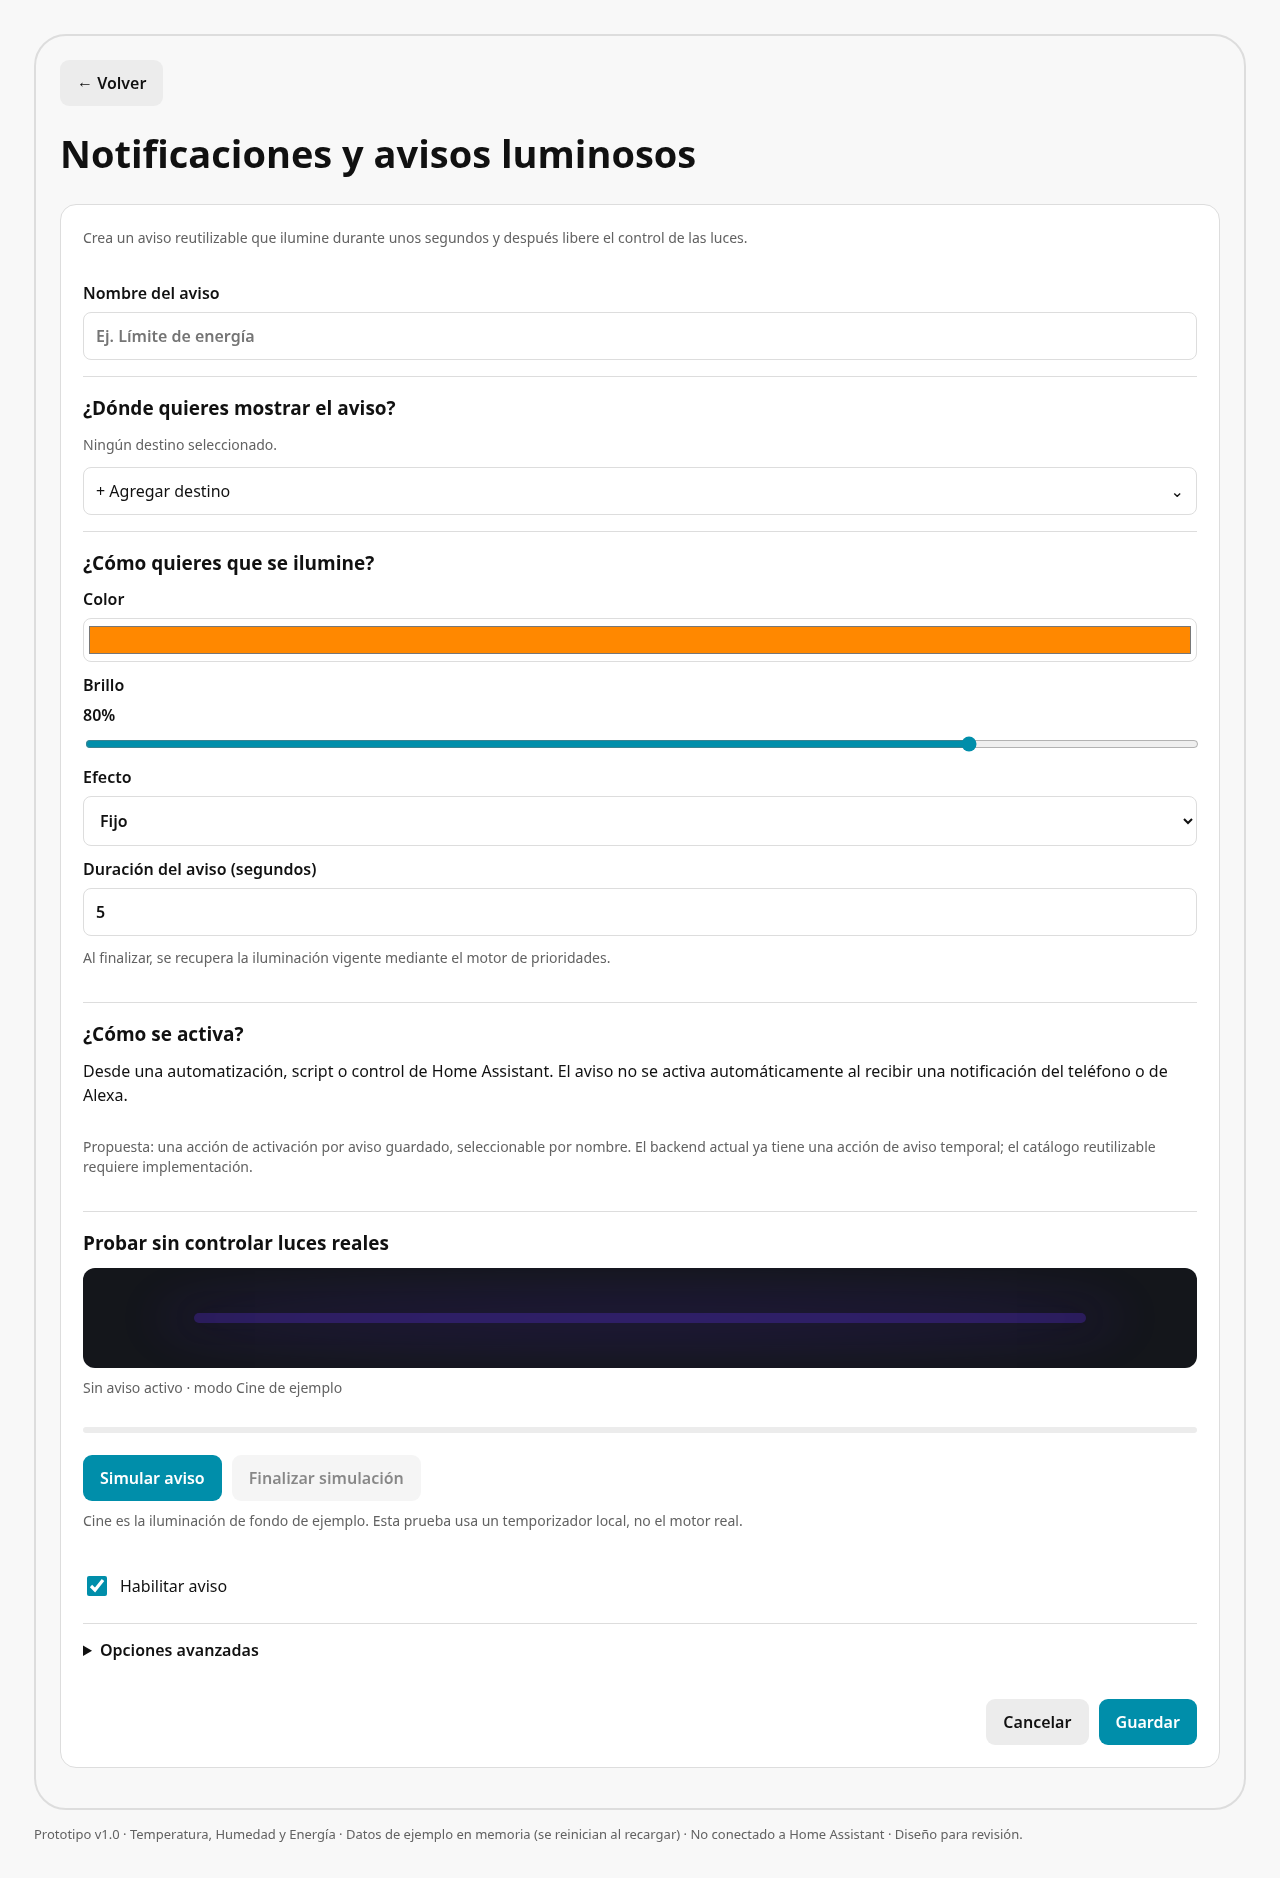 ← Volver
Notificaciones y avisos luminosos
Crea un aviso reutilizable que ilumine durante unos segundos y después libere el control de las luces.
Nombre del aviso
Ej. Límite de energía
¿Dónde quieres mostrar el aviso?
Ningún destino seleccionado.
+ Agregar destino
¿Cómo quieres que se ilumine?
Color
Brillo
80%
Efecto
Fijo
Duración del aviso (segundos)
5
Al finalizar, se recupera la iluminación vigente mediante el motor de prioridades.
¿Cómo se activa?
Desde una automatización, script o control de Home Assistant. El aviso no se activa automáticamente al recibir una notificación del teléfono o de
Alexa.
Propuesta: una acción de activación por aviso guardado, seleccionable por nombre. El backend actual ya tiene una acción de aviso temporal; el catálogo reutilizable
requiere implementación.
Probar sin controlar luces reales
Sin aviso activo · modo Cine de ejemplo
Simular aviso
Finalizar simulación
Cine es la iluminación de fondo de ejemplo. Esta prueba usa un temporizador local, no el motor real.
Habilitar aviso
Opciones avanzadas
Cancelar
Guardar
Prototipo v1.0 · Temperatura, Humedad y Energía · Datos de ejemplo en memoria (se reinician al recargar) · No conectado a Home Assistant · Diseño para revisión.